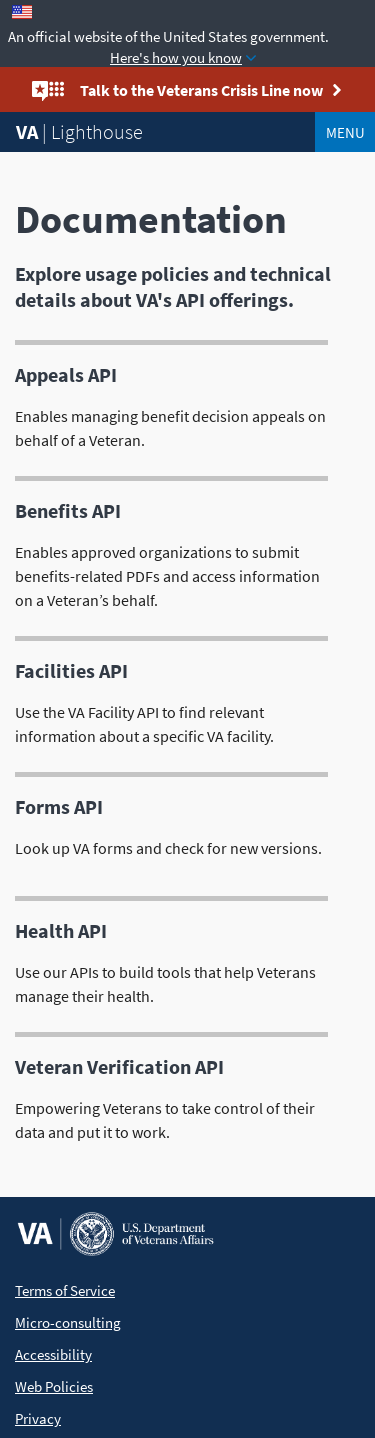 An official website of the United States government.
Here's how you know
Talk to the Veterans Crisis Line now
VA | Lighthouse
MENU
Documentation
Explore usage policies and technical
details about VA's API offerings.
Appeals API
Enables managing benefit decision appeals on
behalf of a Veteran.
Benefits API
Enables approved organizations to submit
benefits-related PDFs and access information
on a Veteran’s behalf.
Facilities API
Use the VA Facility API to find relevant
information about a specific VA facility.
Forms API
Look up VA forms and check for new versions.
Health API
Use our APIs to build tools that help Veterans
manage their health.
Veteran Verification API
Empowering Veterans to take control of their
data and put it to work.
VA
U.S. Department
of Veterans Affairs
Terms of Service
Micro-consulting
Accessibility
Web Policies
Privacy